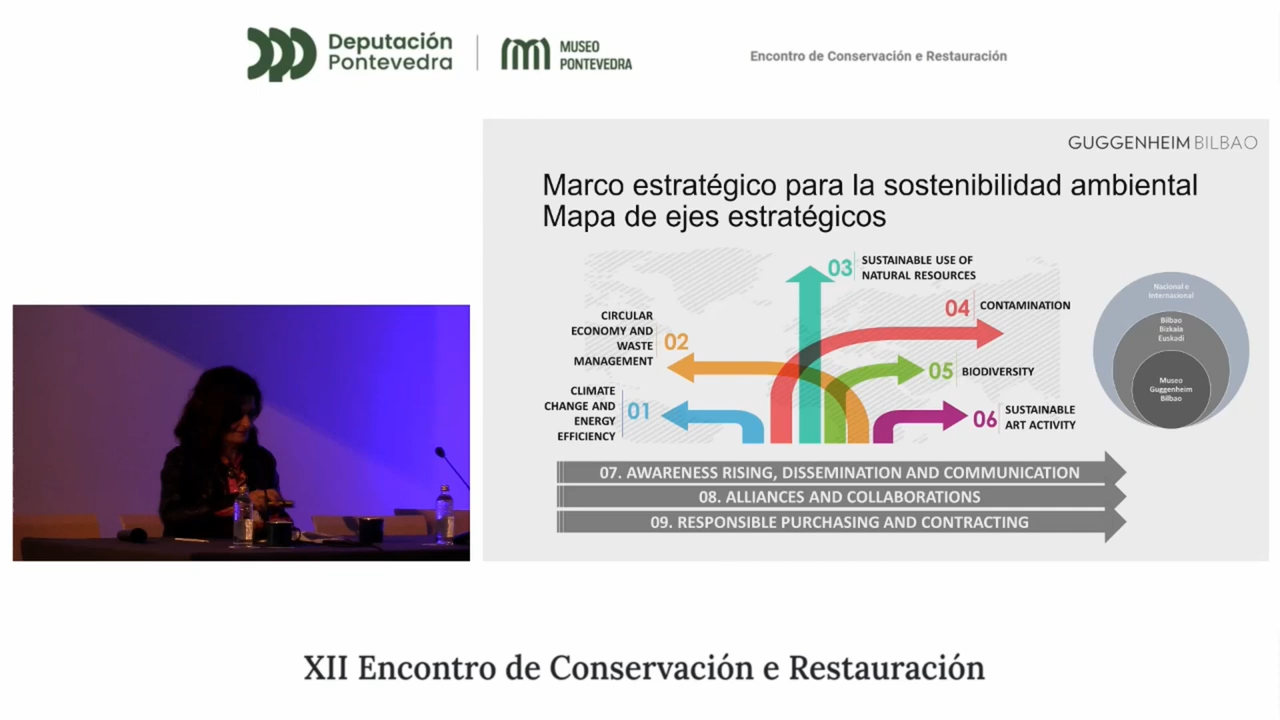 Deputación
Pontevedra
MUSEO
PONTEVEDRA
Encontro de Conservación e Restauración
GUGGENHEIM BILBAO
Marco estratégico para la sostenibilidad ambiental
Mapa de ejes estratégicos
03
SUSTAINABLE USE OF
NATURAL RESOURCES
04
CONTAMINATION
CIRCULAR
ECONOMY AND
WASTE
MANAGEMENT
02
05
BIODIVERSITY
CLIMATE
CHANGE AND
ENERGY
EFFICIENCY
01
06
SUSTAINABLE
ART ACTIVITY
Nacional e
Internacional
Bilbao
Bizkaia
Euskadi
Museo
Guggenheim
Bilbao
07. AWARENESS RISING, DISSEMINATION AND COMMUNICATION
08. ALLIANCES AND COLLABORATIONS
09. RESPONSIBLE PURCHASING AND CONTRACTING
XII Encontro de Conservación e Restauración